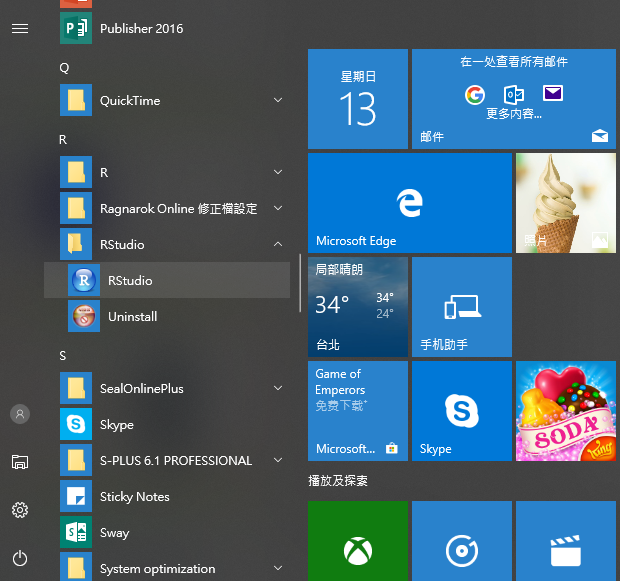 Publisher 2016
Q
QuickTime
R
R
Ragnarok Online 修正檔設定
RStudio
RStudio
Uninstall
S
SealOnlinePlus
Skype
S-PLUS 6.1 PROFESSIONAL
Sticky Notes
Sway
System optimization
星期日
13
在一处查看所有邮件
更多内容...
邮件
Microsoft Edge
照片
局部晴朗
34°
34°
24°
台北
手机助手
Game of
Emperors
免费下载+
Microsoft...
Skype
SODA
King
播放及探索